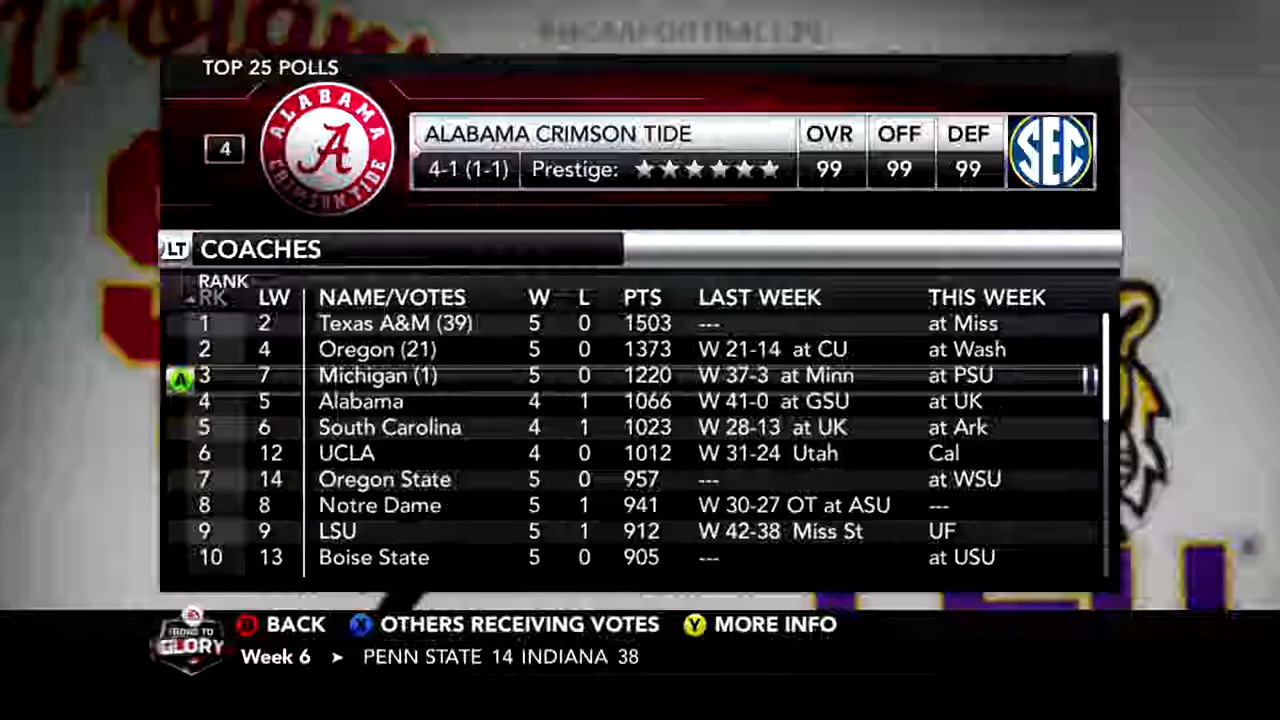 Trojans
#NCAAFOOTBALL
TOP 25 POLLS
ALABAMA
A
CRIMSON TIDE
4
ALABAMA CRIMSON TIDE OVR OFF DEF
4-1 (1-1) Prestige: ★★★★★★ 99 99 99
SEC
LT COACHES
RANK
RK LW NAME/VOTES W L PTS LAST WEEK THIS WEEK
1 2 Texas A&M (39) 5 0 1503 --- at Miss
2 4 Oregon (21) 5 0 1373 W 21-14 at CU at Wash
A 3 7 Michigan (1) 5 0 1220 W 37-3 at Minn at PSU
4 5 Alabama 4 1 1066 W 41-0 at GSU at UK
5 6 South Carolina 4 1 1023 W 28-13 at UK at Ark
6 12 UCLA 4 0 1012 W 31-24 Utah Cal
7 14 Oregon State 5 0 957 --- at WSU
8 8 Notre Dame 5 1 941 W 30-27 OT at ASU ---
9 9 LSU 5 1 912 W 42-38 Miss St UF
10 13 Boise State 5 0 905 --- at USU
B BACK X OTHERS RECEIVING VOTES Y MORE INFO
EA
ROAD TO
GLORY
Week 6 ➤ PENN STATE 14 INDIANA 38